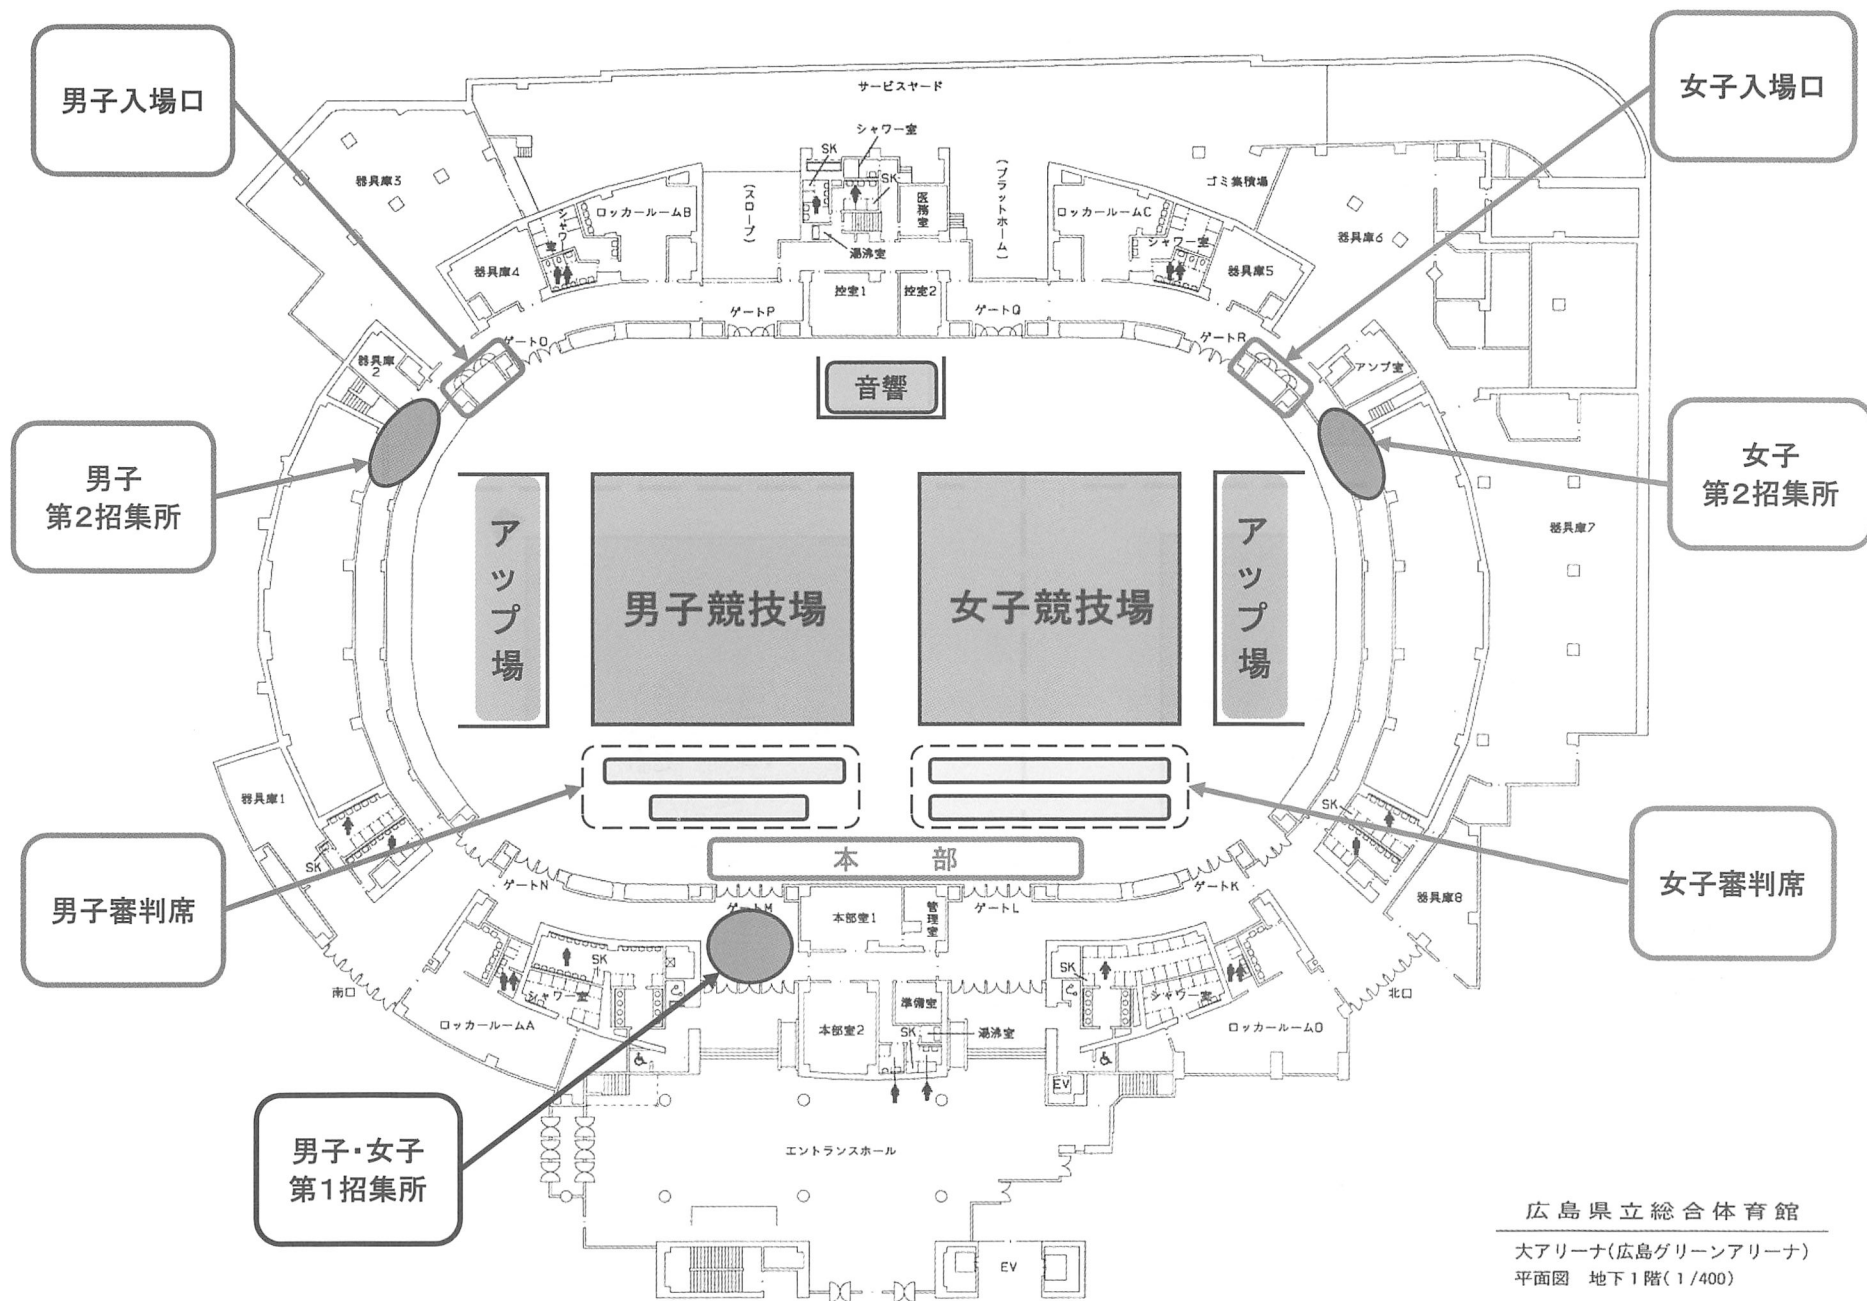 男子入場口
女子入場口
サービスヤード
シャワー室
SK
SK
器具庫3
シャワー室
ロッカールームB
(スロープ)
医務室
(プラットホーム)
ロッカールームC
ゴミ集積場
器具庫6
シャワー室
湯沸室
器具庫4
器具庫5
控室1
控室2
ゲートP
ゲートQ
ゲートO
ゲートR
器具庫2
アンプ室
音響
男子
第2招集所
女子
第2招集所
アップ場
男子競技場
女子競技場
アップ場
器具庫7
器具庫1
SK
SK
本 部
男子審判席
女子審判席
ゲートN
ゲートM
本部室1
管理室
ゲートL
ゲートK
器具庫8
SK
SK
南口
シャワー室
シャワー室
北口
ロッカールームA
本部室2
準備室
SK
湯沸室
ロッカールームD
EV
男子・女子
第1招集所
エントランスホール
EV
広島県立総合体育館
大アリーナ(広島グリーンアリーナ)
平面図 地下1階(1/400)